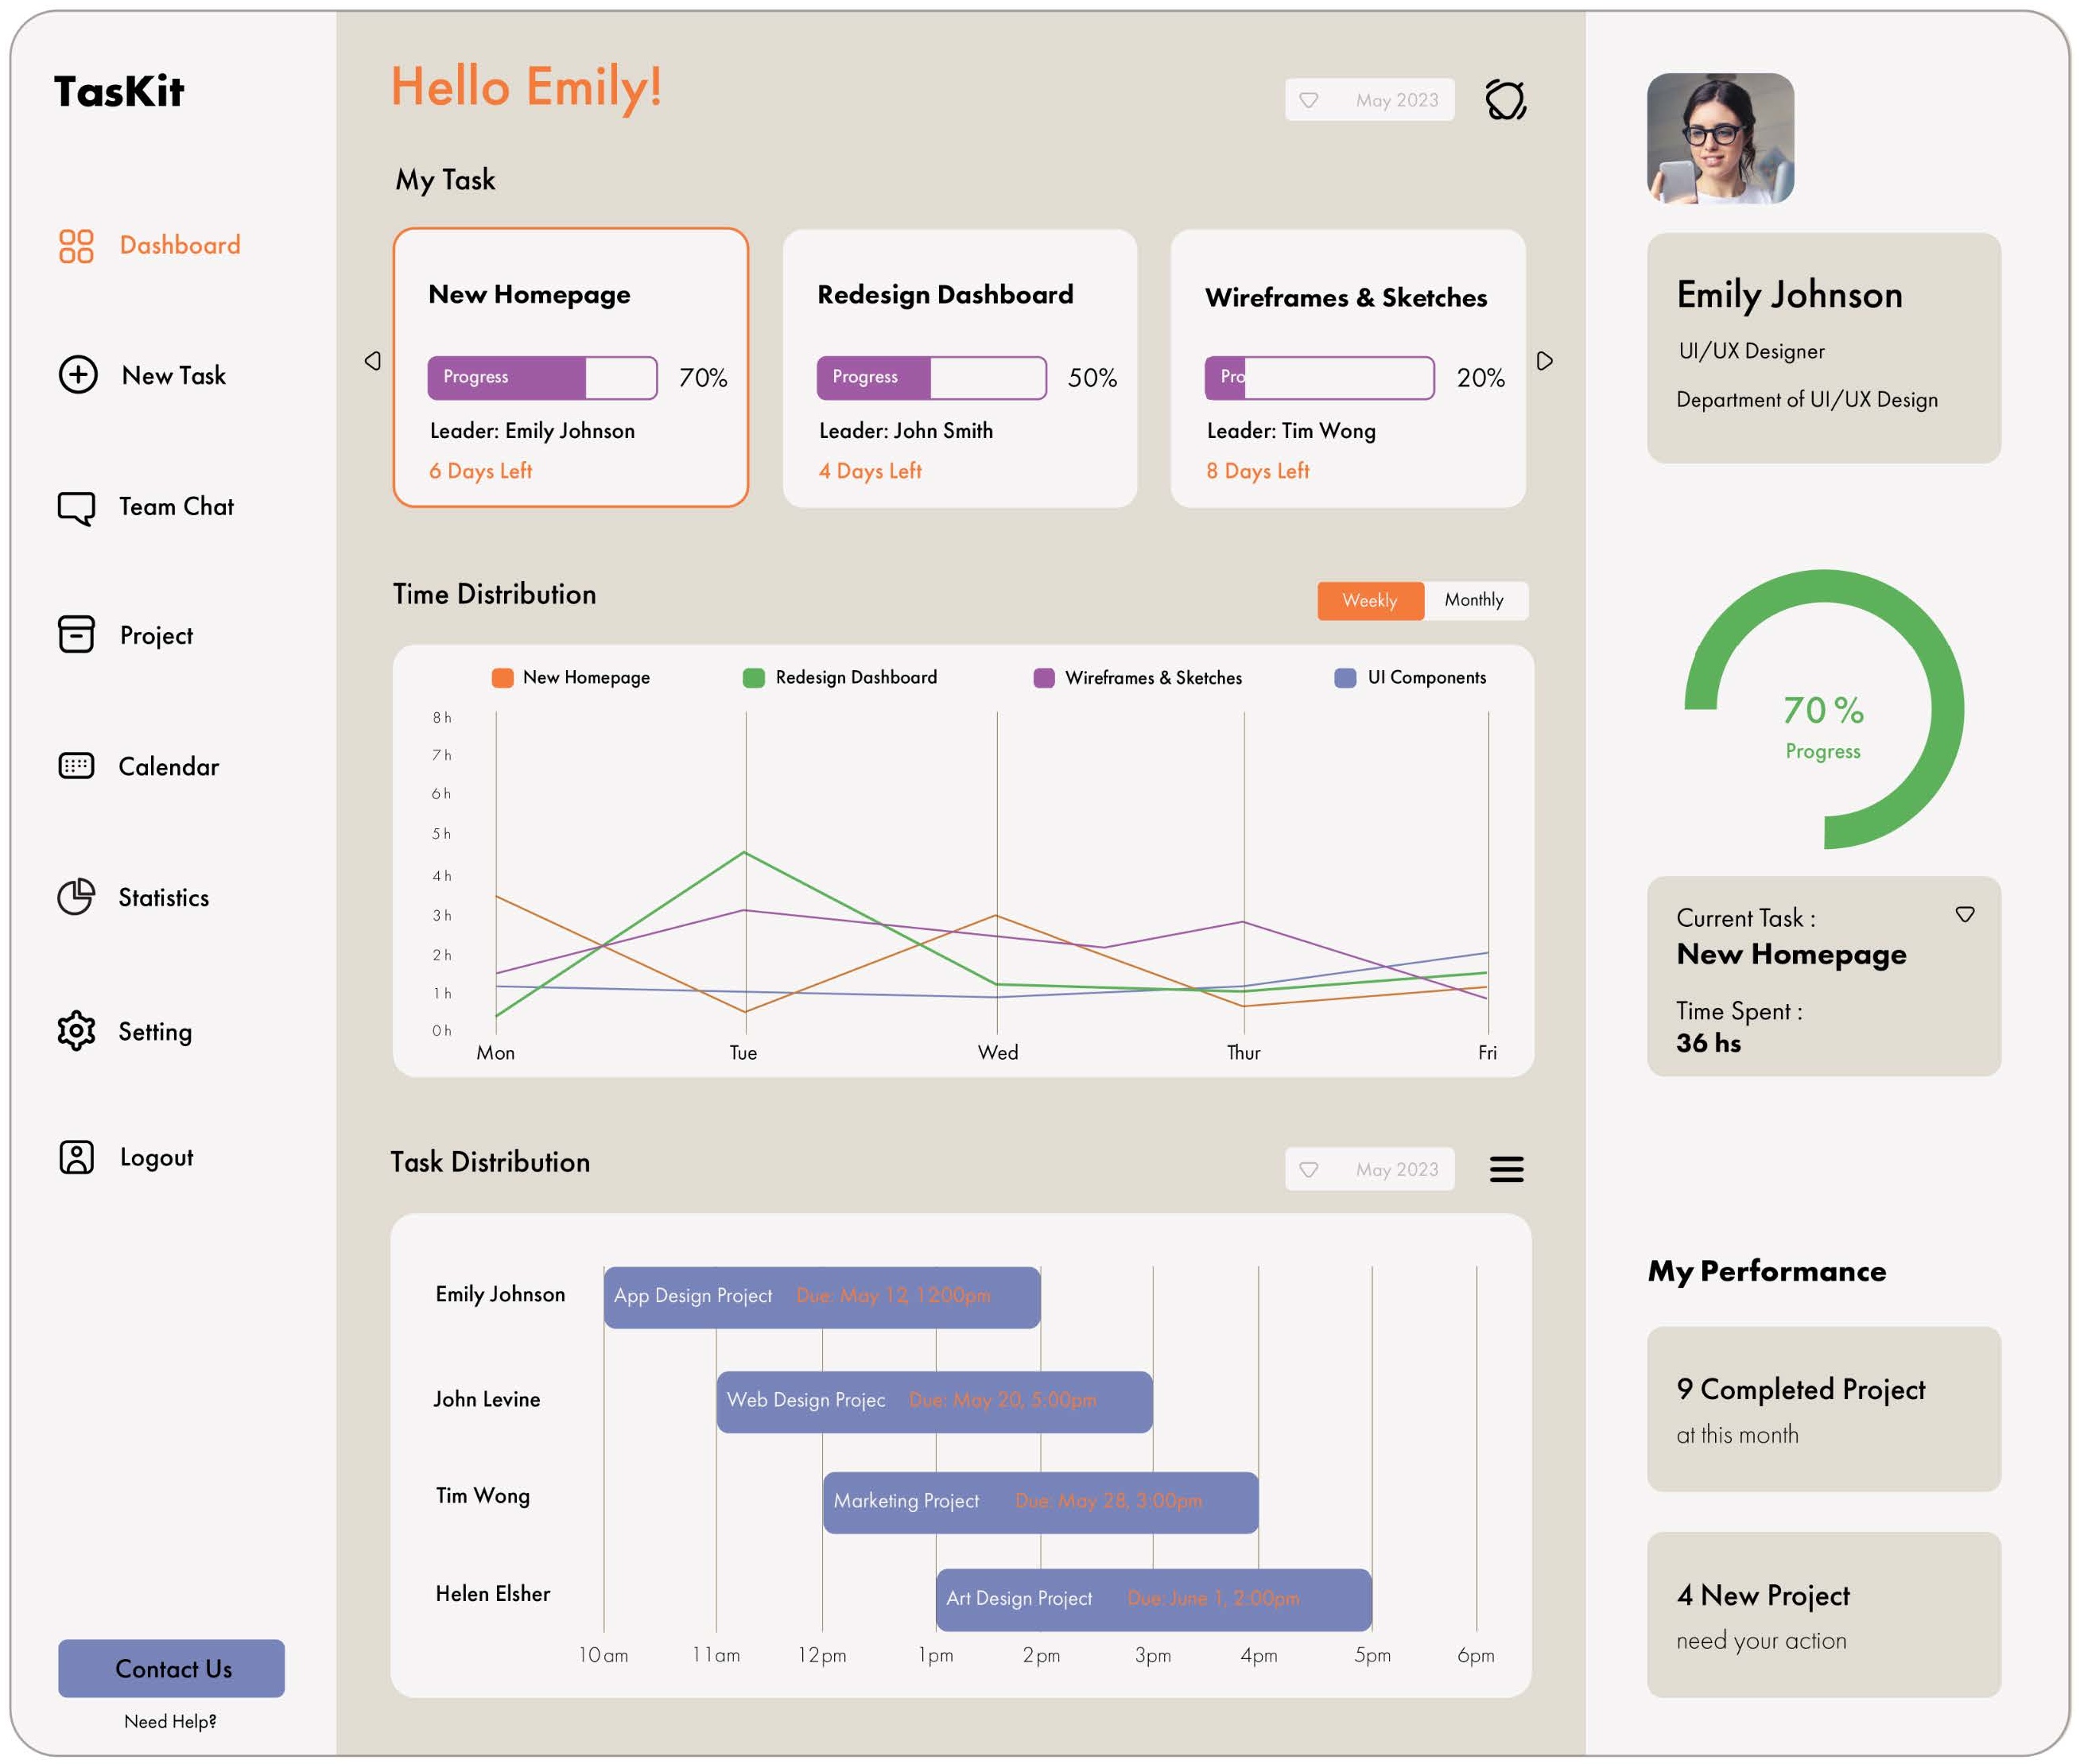 TasKit
Dashboard
New Task
Team Chat
Project
Calendar
Statistics
Setting
Logout
Contact Us
Need Help?
Hello Emily!
May 2023
My Task
New Homepage
Progress
70%
Leader: Emily Johnson
6 Days Left
Redesign Dashboard
Progress
50%
Leader: John Smith
4 Days Left
Wireframes & Sketches
Pro
20%
Leader: Tim Wong
8 Days Left
Time Distribution
Weekly
Monthly
New Homepage
Redesign Dashboard
Wireframes & Sketches
UI Components
8 h
7 h
6 h
5 h
4 h
3 h
2 h
1 h
0 h
Mon
Tue
Wed
Thur
Fri
Task Distribution
May 2023
Emily Johnson
App Design Project
Due: May 12, 12:00pm
John Levine
Web Design Projec
Due: May 20, 5:00pm
Tim Wong
Marketing Project
Due: May 28, 3:00pm
Helen Elsher
Art Design Project
Due: June 1, 2:00pm
10am
11am
12pm
1pm
2pm
3pm
4pm
5pm
6pm
Emily Johnson
UI/UX Designer
Department of UI/UX Design
70 %
Progress
Current Task :
New Homepage
Time Spent :
36 hs
My Performance
9 Completed Project
at this month
4 New Project
need your action